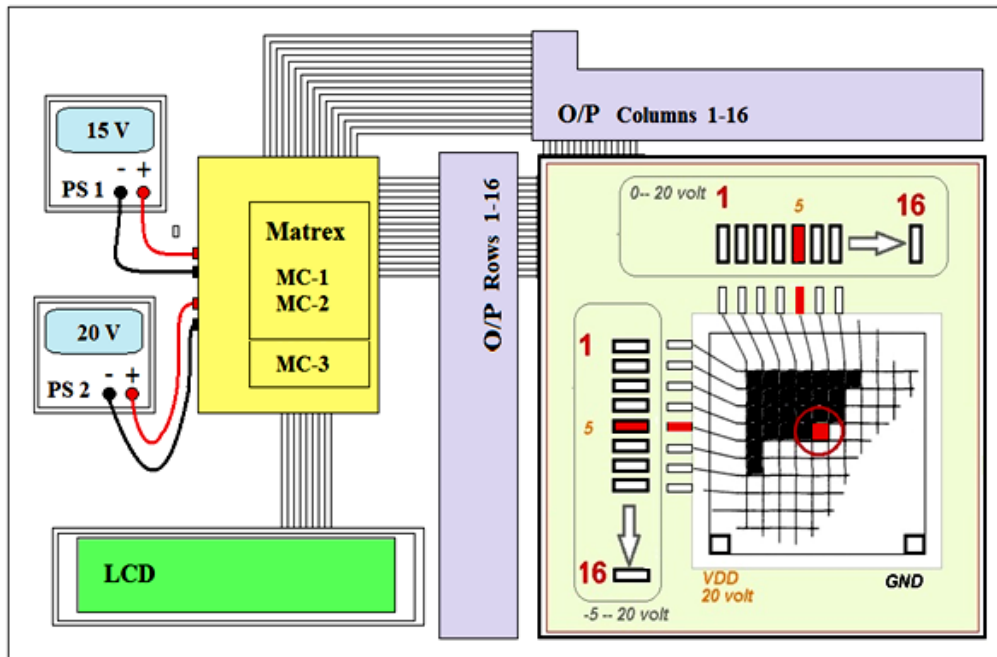 15 V
- +
PS 1
20 V
- +
PS 2
Matrex
MC-1
MC-2
MC-3
LCD
O/P Columns 1-16
O/P Rows 1-16
0-- 20 volt
1
5
16
1
5
16
-5 -- 20 volt
VDD
20 volt
GND